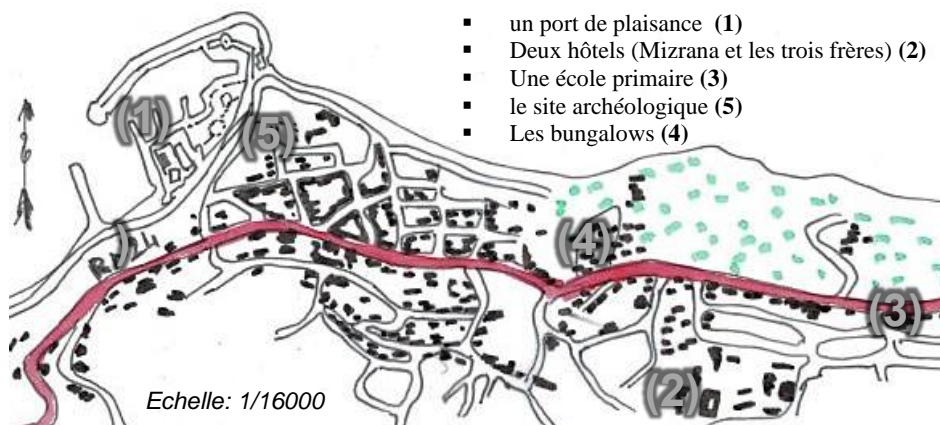 ▪ un port de plaisance (1)
▪ Deux hôtels (Mizrana et les trois frères) (2)
▪ Une école primaire (3)
▪ le site archéologique (5)
▪ Les bungalows (4)
(1)
(5)
(4)
(3)
(2)
Echelle: 1/16000